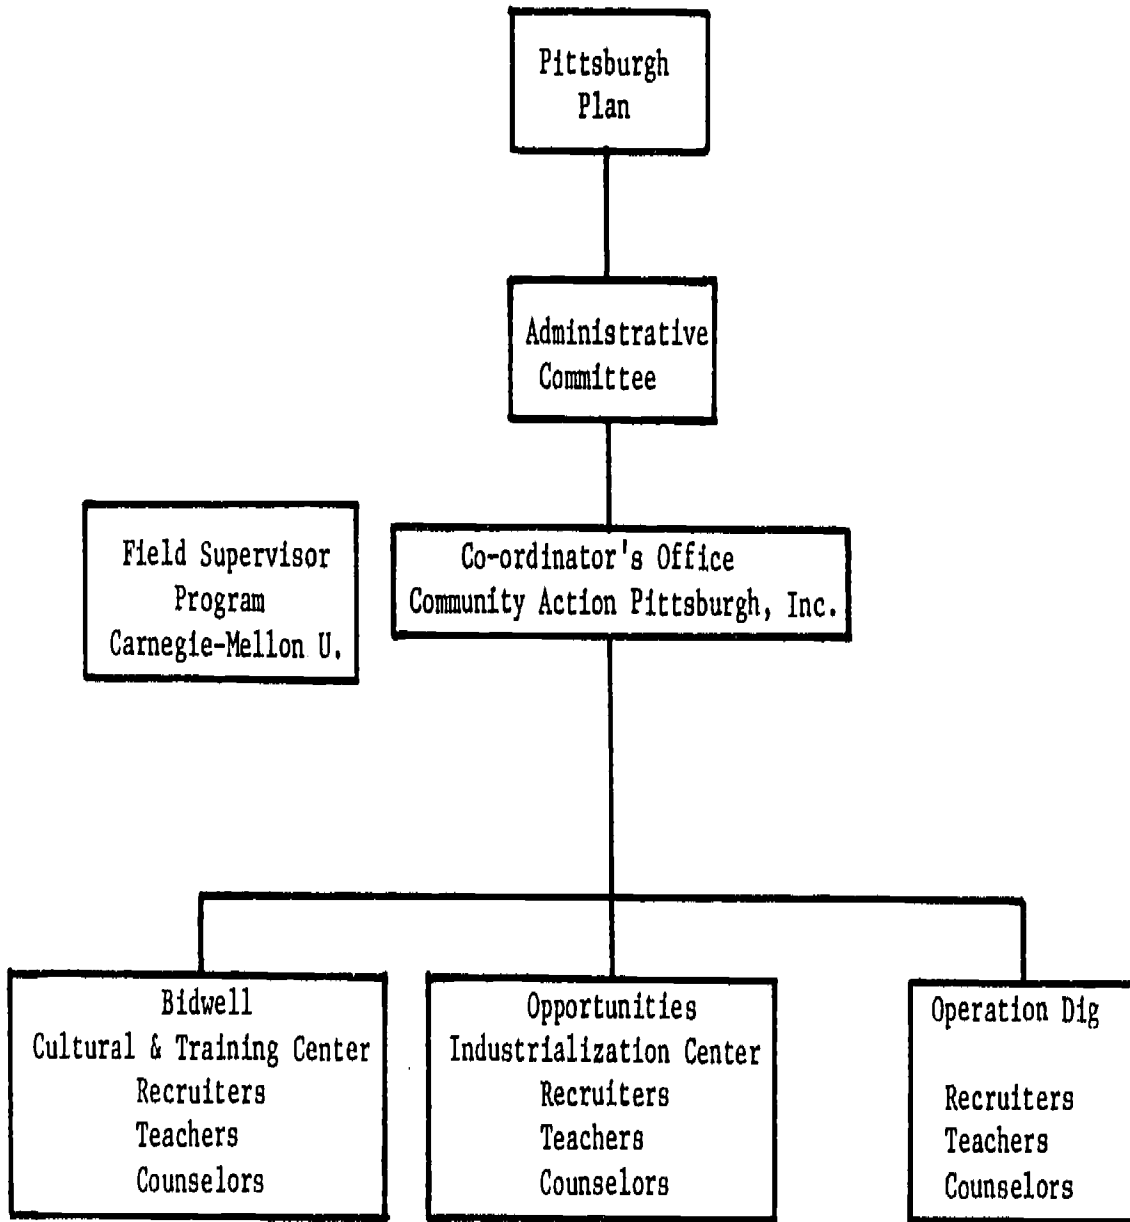 Pittsburgh
Plan
Administrative
Committee
Field Supervisor
Program
Carnegie-Mellon U.
Co-ordinator's Office
Community Action Pittsburgh, Inc.
Bidwell
Cultural & Training Center
Recruiters
Teachers
Counselors
Opportunities
Industrialization Center
Recruiters
Teachers
Counselors
Operation Dig
Recruiters
Teachers
Counselors